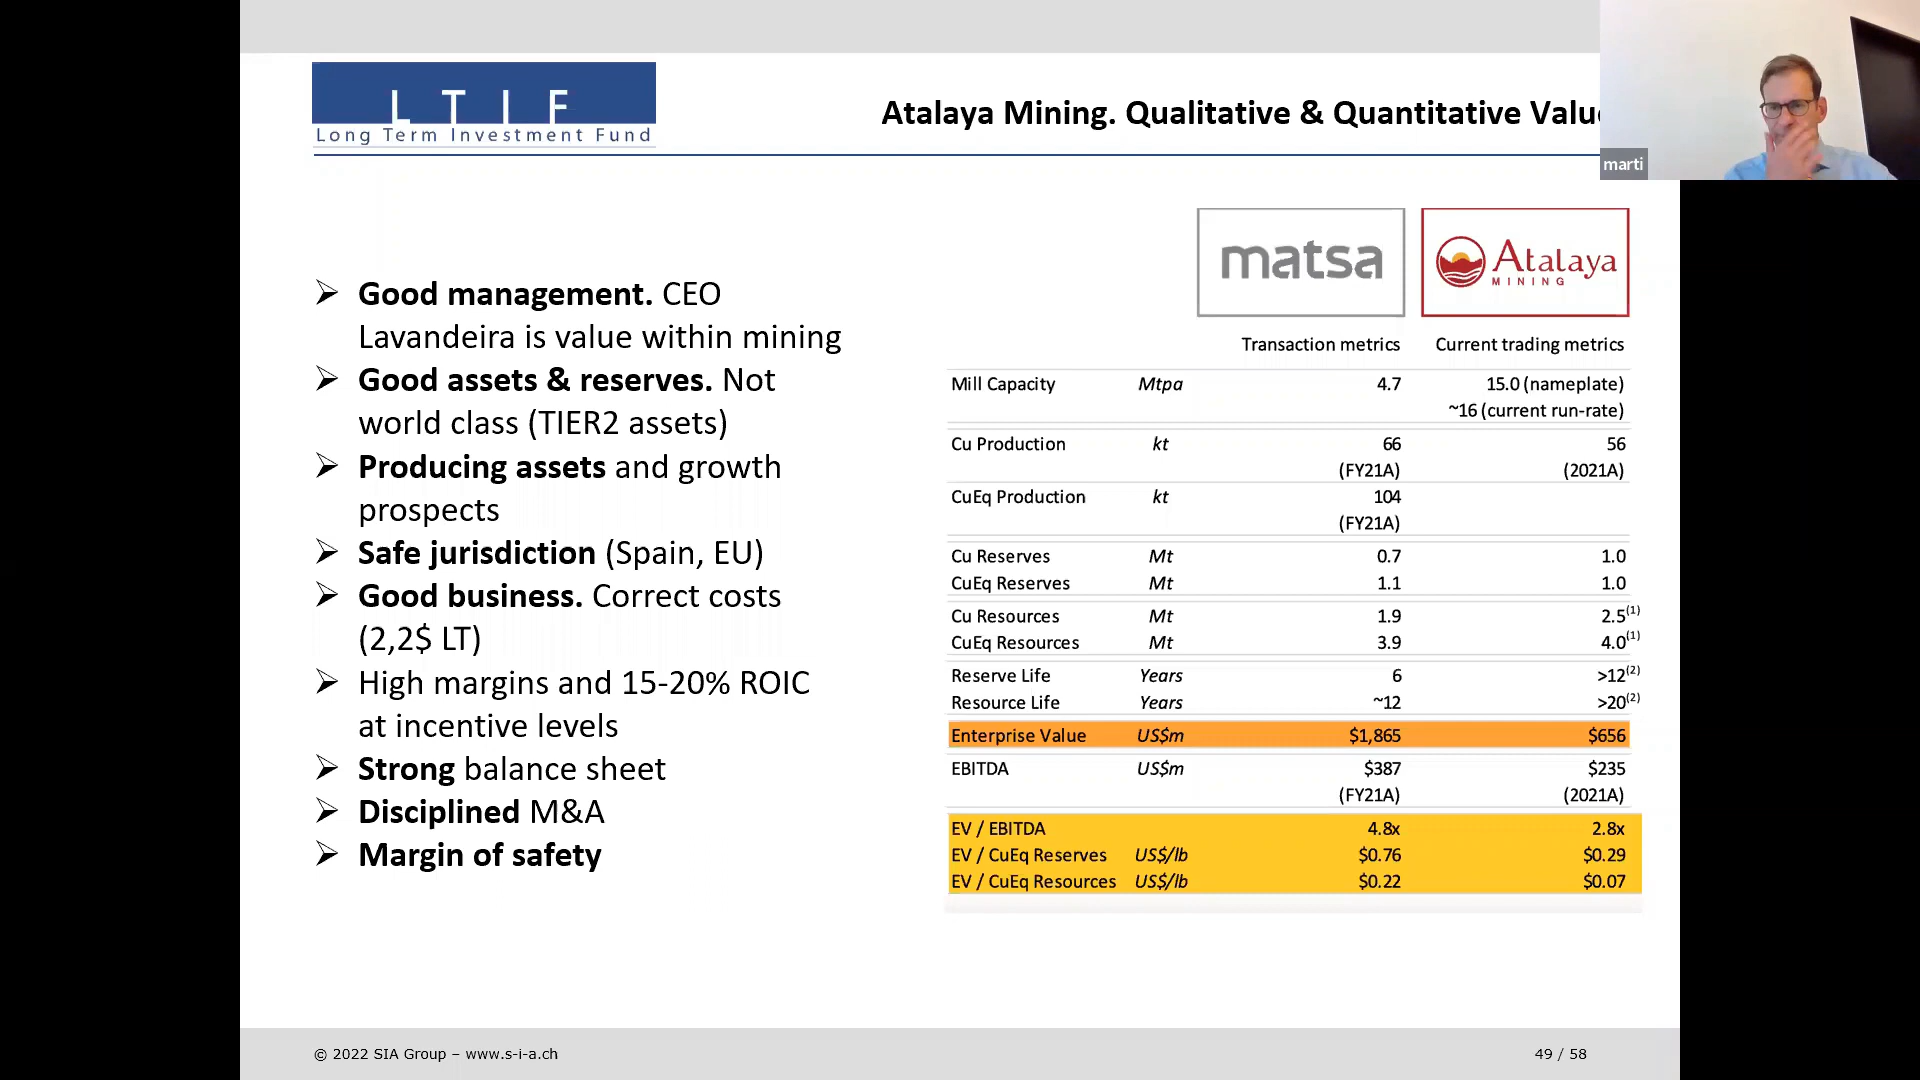 L T I F
Long Term Investment Fund
Atalaya Mining. Qualitative & Quantitative Valu
marti
➢ Good management. CEO
Lavandeira is value within mining
➢ Good assets & reserves. Not
world class (TIER2 assets)
➢ Producing assets and growth
prospects
➢ Safe jurisdiction (Spain, EU)
➢ Good business. Correct costs
(2,2$ LT)
➢ High margins and 15-20% ROIC
at incentive levels
➢ Strong balance sheet
➢ Disciplined M&A
➢ Margin of safety
matsa
Atalaya
MINING
Transaction metrics Current trading metrics
Mill Capacity Mtpa 4.7 15.0 (nameplate)
~16 (current run-rate)
Cu Production kt 66 56
(FY21A) (2021A)
CuEq Production kt 104
(FY21A)
Cu Reserves Mt 0.7 1.0
CuEq Reserves Mt 1.1 1.0
Cu Resources Mt 1.9 2.5(1)
CuEq Resources Mt 3.9 4.0(1)
Reserve Life Years 6 >12(2)
Resource Life Years ~12 >20(2)
Enterprise Value US$m $1,865 $656
EBITDA US$m $387 $235
(FY21A) (2021A)
EV / EBITDA 4.8x 2.8x
EV / CuEq Reserves US$/lb $0.76 $0.29
EV / CuEq Resources US$/lb $0.22 $0.07
© 2022 SIA Group – www.s-i-a.ch
49 / 58